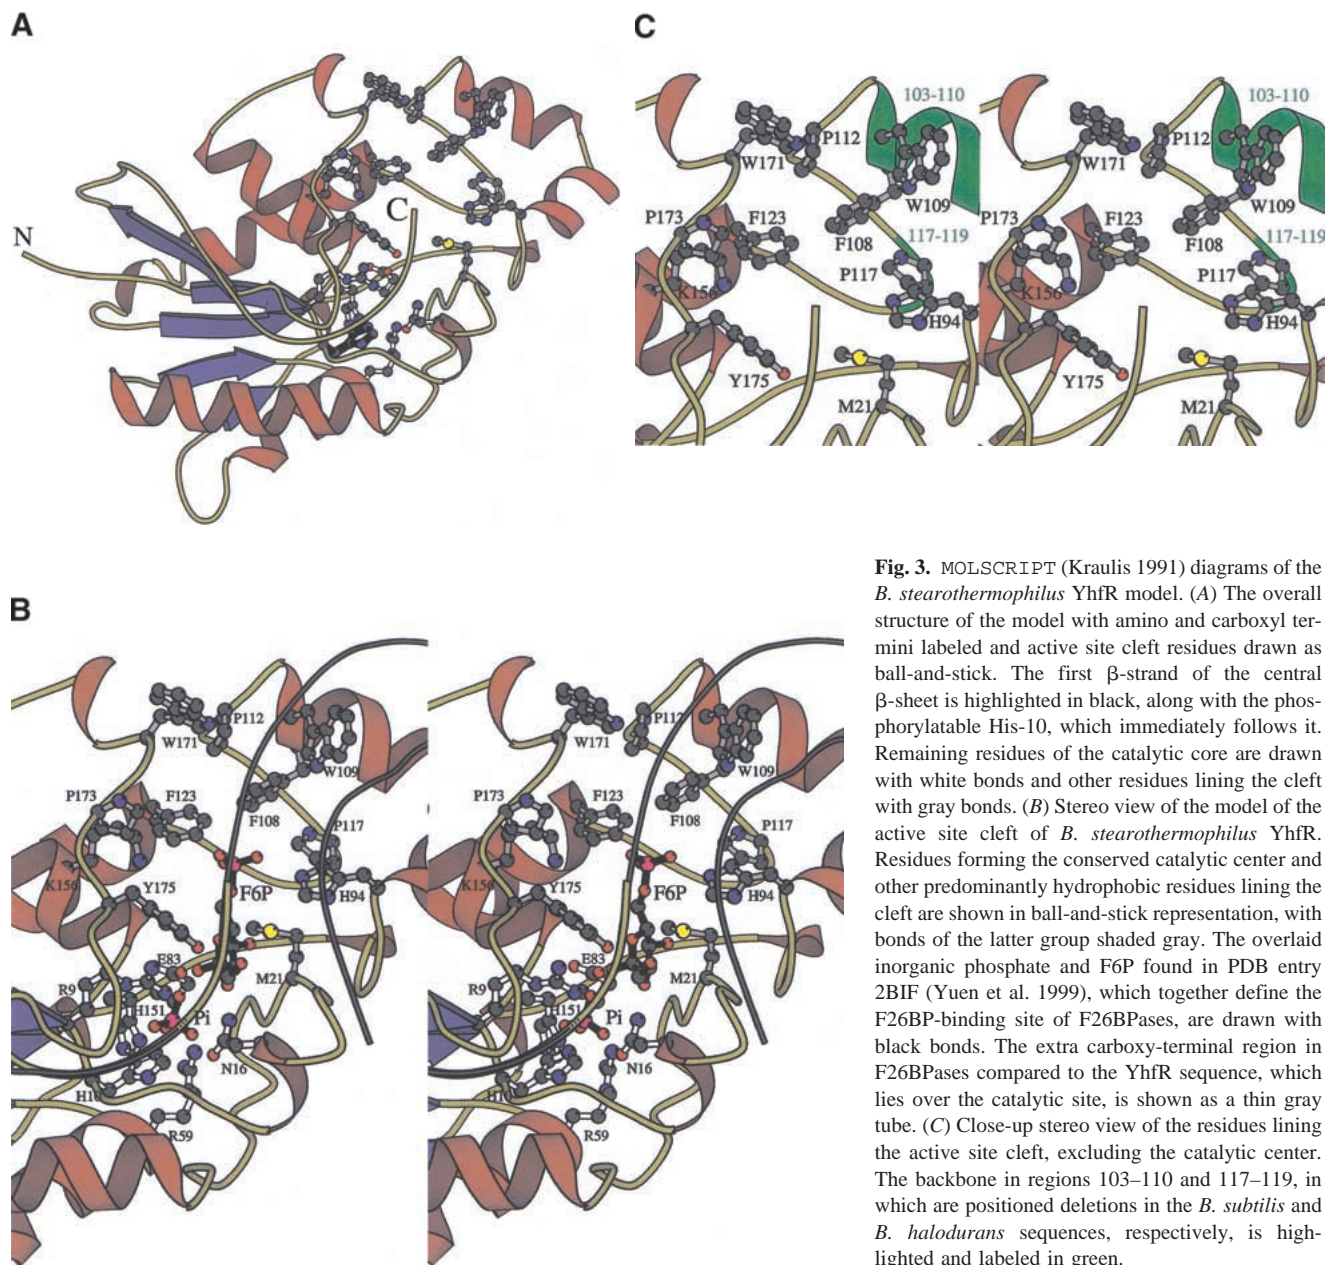 A
N
C
C
103-110
103-110
P112
P112
W171
W171
W109
W109
P173
F123
P173
F123
F108
F108
117-119
117-119
P117
P117
K156
K156
H94
H94
Y175
Y175
M21
M21
B
P112
P112
W171
W171
W109
W109
P173
F123
P173
F123
F108
F108
P117
P117
K156
K156
Y175
F6P
Y175
F6P
H94
H94
E83
E83
R9
M21
R9
M21
H151
Pi
H151
Pi
N16
N16
H10
H10
R59
R59
Fig. 3. MOLSCRIPT (Kraulis 1991) diagrams of the
B. stearothermophilus YhfR model. (A) The overall
structure of the model with amino and carboxyl ter-
mini labeled and active site cleft residues drawn as
ball-and-stick. The first β-strand of the central
β-sheet is highlighted in black, along with the phos-
phorylatable His-10, which immediately follows it.
Remaining residues of the catalytic core are drawn
with white bonds and other residues lining the cleft
with gray bonds. (B) Stereo view of the model of the
active site cleft of B. stearothermophilus YhfR.
Residues forming the conserved catalytic center and
other predominantly hydrophobic residues lining the
cleft are shown in ball-and-stick representation, with
bonds of the latter group shaded gray. The overlaid
inorganic phosphate and F6P found in PDB entry
2BIF (Yuen et al. 1999), which together define the
F26BP-binding site of F26BPases, are drawn with
black bonds. The extra carboxy-terminal region in
F26BPases compared to the YhfR sequence, which
lies over the catalytic site, is shown as a thin gray
tube. (C) Close-up stereo view of the residues lining
the active site cleft, excluding the catalytic center.
The backbone in regions 103–110 and 117–119, in
which are positioned deletions in the B. subtilis and
B. halodurans sequences, respectively, is high-
lighted and labeled in green.